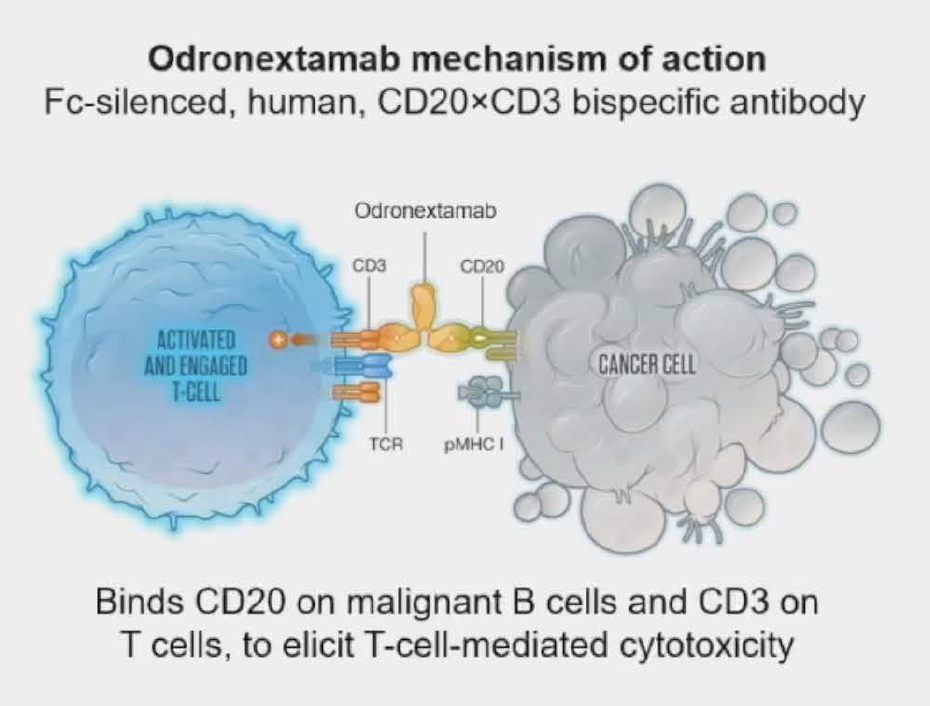 Odronextamab mechanism of action
Fc-silenced, human, CD20×CD3 bispecific antibody
Odronextamab
CD3
CD20
ACTIVATED
AND ENGAGED
T-CELL
CANCER CELL
TCR
pMHC I
Binds CD20 on malignant B cells and CD3 on
T cells, to elicit T-cell-mediated cytotoxicity